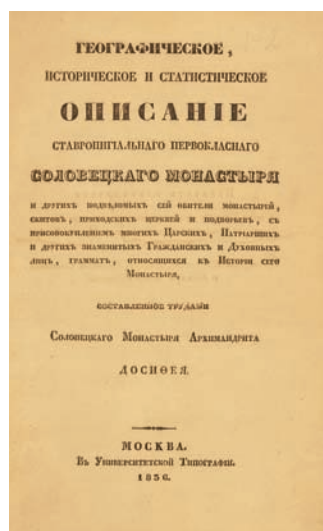 ГЕОГРАФИЧЕСКОЕ,
ИСТОРИЧЕСКОЕ И СТАТИСТИЧЕСКОЕ
ОПИСАНІЕ
СТАВРОПИГІАЛЬНАГО ПЕРВОКЛАСНАГО
СОЛОВЕЦКАГО МОНАСТЫРЯ
И ДРУГИХЪ ПОДВѢДОМЫХЪ СЕЙ ОБИТЕЛИ МОНАСТЫРЕЙ,
СКИТОВЪ, ПРИХОДСКИХЪ ЦЕРКВЕЙ И ПОДВОРЬЕВЪ, СЪ
ПРИСОВОКУПЛЕНІЕМЪ МНОГИХЪ ЦАРСКИХЪ, ПАТРІАРШИХЪ
И ДРУГИХЪ ЗНАМЕНИТЫХЪ ГРАЖДАНСКИХЪ И ДУХОВНЫХЪ
ЛИЦЪ, ГРАММАТЪ, ОТНОСЯЩИХСЯ КЪ ИСТОРІИ СЕГО
МОНАСТЫРЯ,
СОСТАВЛЕННОЕ ТРУДАМИ
СОЛОВЕЦКАГО МОНАСТЫРЯ АРХИМАНДРИТА
ДОСИѲЕЯ.
МОСКВА.
ВЪ УНИВЕРСИТЕТСКОЙ ТИПОГРАФІИ.
1836.